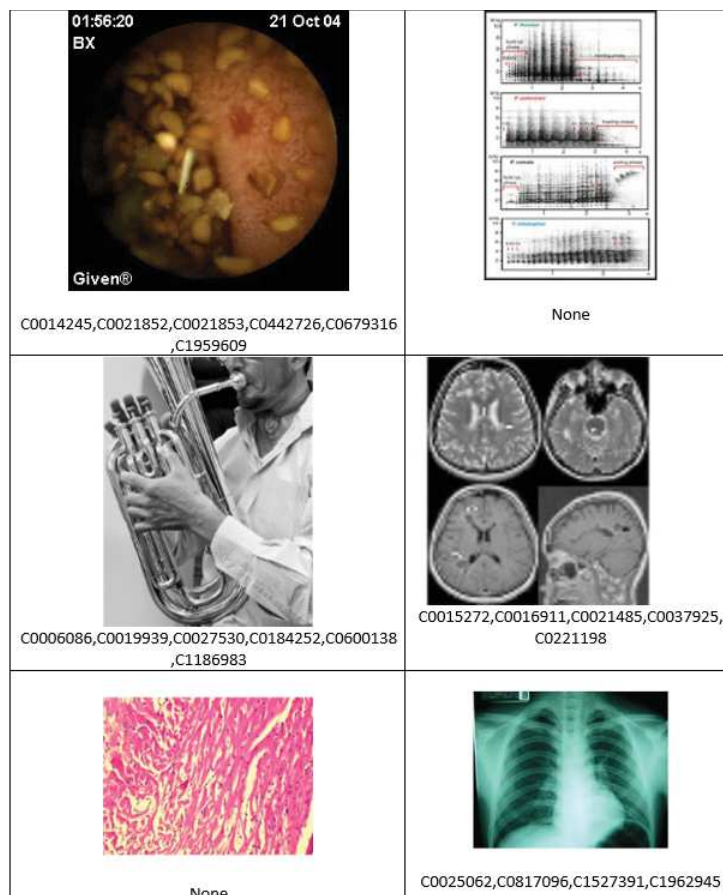 01:56:20 21 Oct 04
BX
Given®
C0014245,C0021852,C0021853,C0442726,C0679316
,C1959609
None
C0006086,C0019939,C0027530,C0184252,C0600138
,C1186983
C0015272,C0016911,C0021485,C0037925,
C0221198
None
C0025062,C0817096,C1527391,C1962945